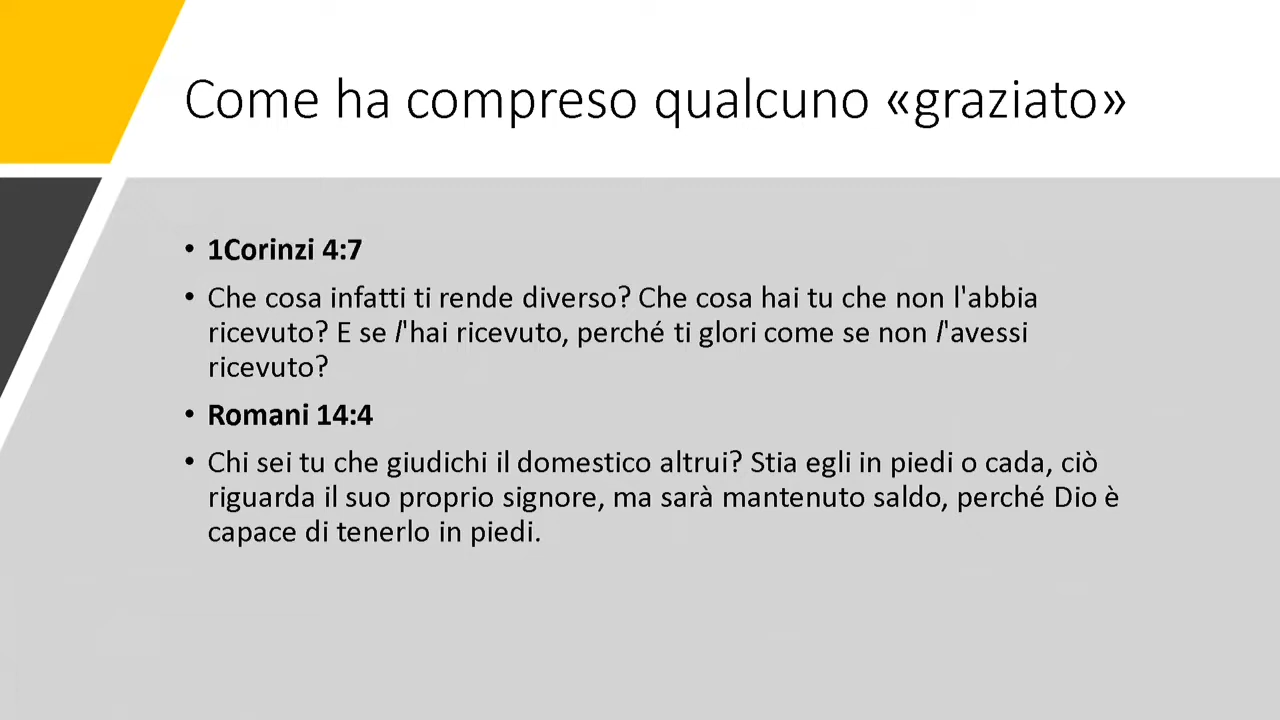 Come ha compreso qualcuno «graziato»
• 1Corinzi 4:7
• Che cosa infatti ti rende diverso? Che cosa hai tu che non l'abbia
ricevuto? E se l'hai ricevuto, perché ti glori come se non l'avessi
ricevuto?
• Romani 14:4
• Chi sei tu che giudichi il domestico altrui? Stia egli in piedi o cada, ciò
riguarda il suo proprio signore, ma sarà mantenuto saldo, perché Dio è
capace di tenerlo in piedi.